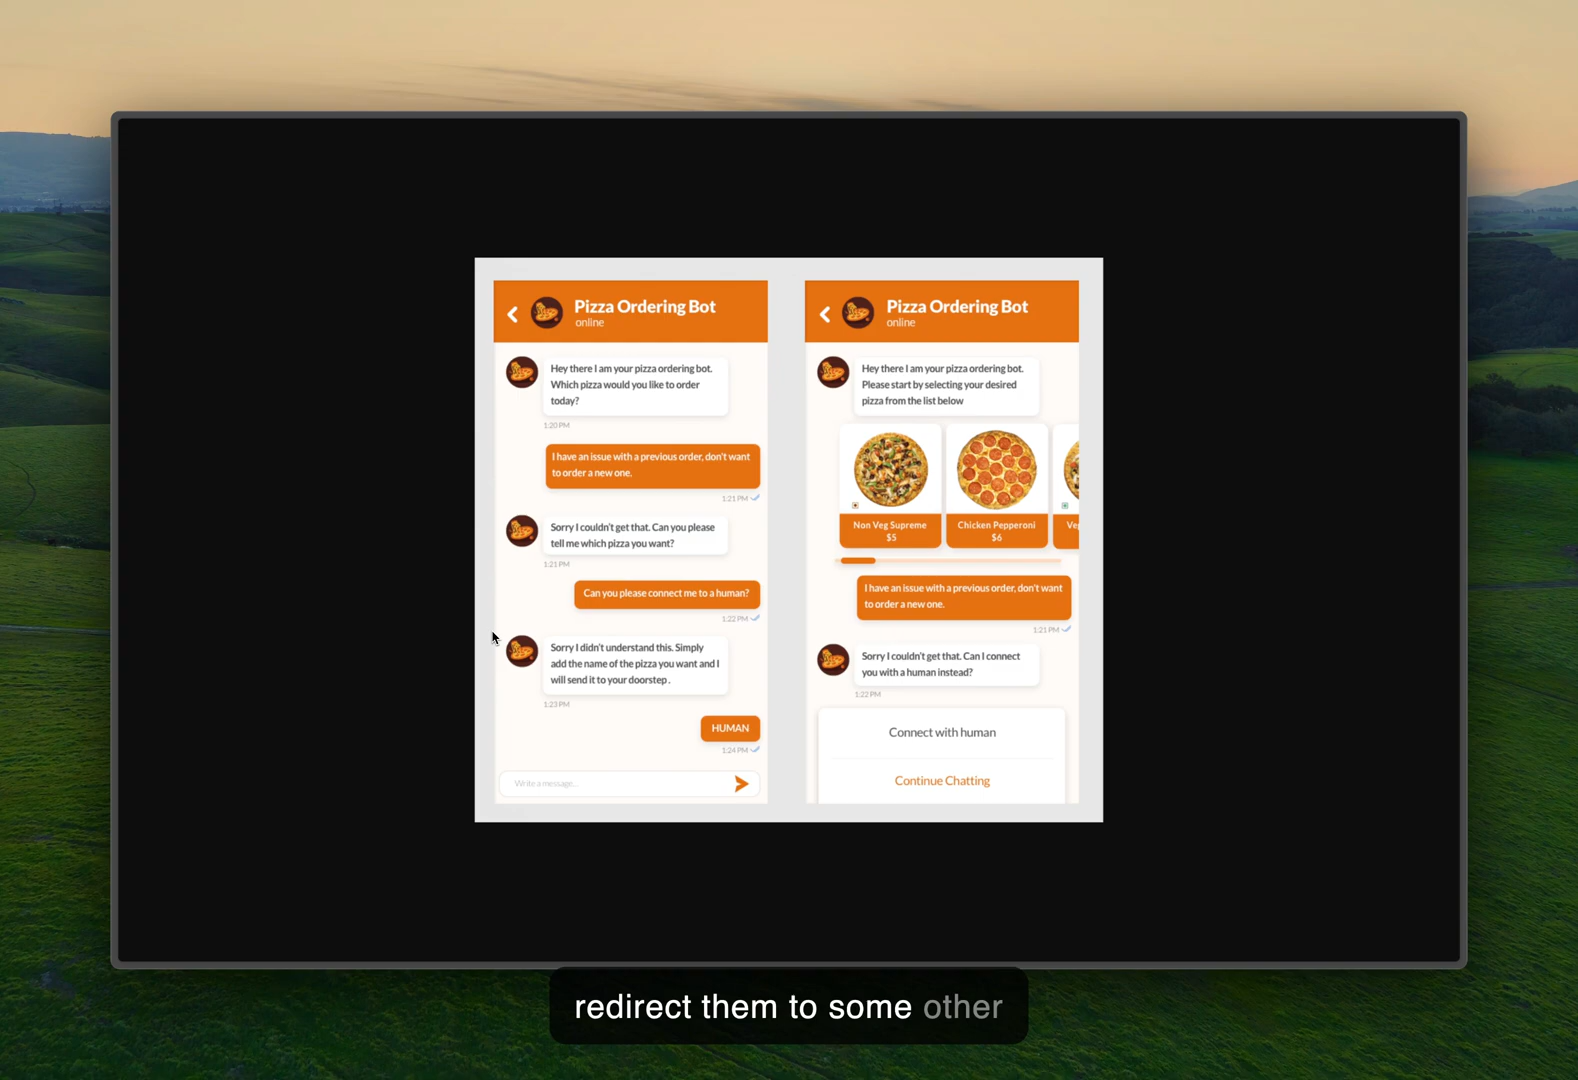 Pizza Ordering Bot
online
Hey there I am your pizza ordering bot.
Which pizza would you like to order
today?
1:20 PM
I have an issue with a previous order, don't want
to order a new one.
1:21 PM
Sorry I couldn't get that. Can you please
tell me which pizza you want?
1:21 PM
Can you please connect me to a human?
1:22 PM
Sorry I didn't understand this. Simply
add the name of the pizza you want and I
will send it to your doorstep .
1:23 PM
HUMAN
1:24 PM
Write a message...
Pizza Ordering Bot
online
Hey there I am your pizza ordering bot.
Please start by selecting your desired
pizza from the list below
Non Veg Supreme
$5
Chicken Pepperoni
$6
Veg
I have an issue with a previous order, don't want
to order a new one.
1:21 PM
Sorry I couldn't get that. Can I connect
you with a human instead?
1:22 PM
Connect with human
Continue Chatting
redirect them to some other